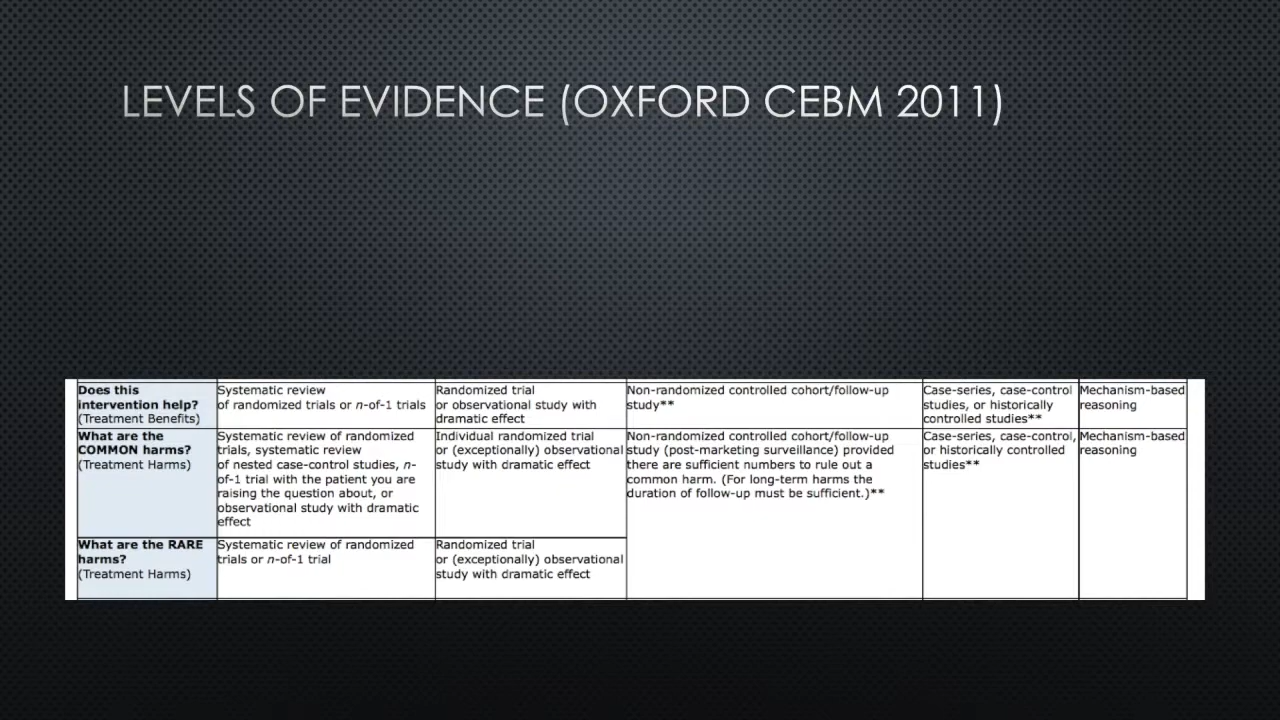 LEVELS OF EVIDENCE (OXFORD CEBM 2011)
Does this
intervention help?
(Treatment Benefits)
Systematic review
of randomized trials or n-of-1 trials
Randomized trial
or observational study with
dramatic effect
Non-randomized controlled cohort/follow-up
study**
Case-series, case-control
studies, or historically
controlled studies**
Mechanism-based
reasoning
What are the
COMMON harms?
(Treatment Harms)
Systematic review of randomized
trials, systematic review
of nested case-control studies, n-
of-1 trial with the patient you are
raising the question about, or
observational study with dramatic
effect
Individual randomized trial
or (exceptionally) observational
study with dramatic effect
Non-randomized controlled cohort/follow-up
study (post-marketing surveillance) provided
there are sufficient numbers to rule out a
common harm. (For long-term harms the
duration of follow-up must be sufficient.)**
Case-series, case-control,
or historically controlled
studies**
Mechanism-based
reasoning
What are the RARE
harms?
(Treatment Harms)
Systematic review of randomized
trials or n-of-1 trial
Randomized trial
or (exceptionally) observational
study with dramatic effect